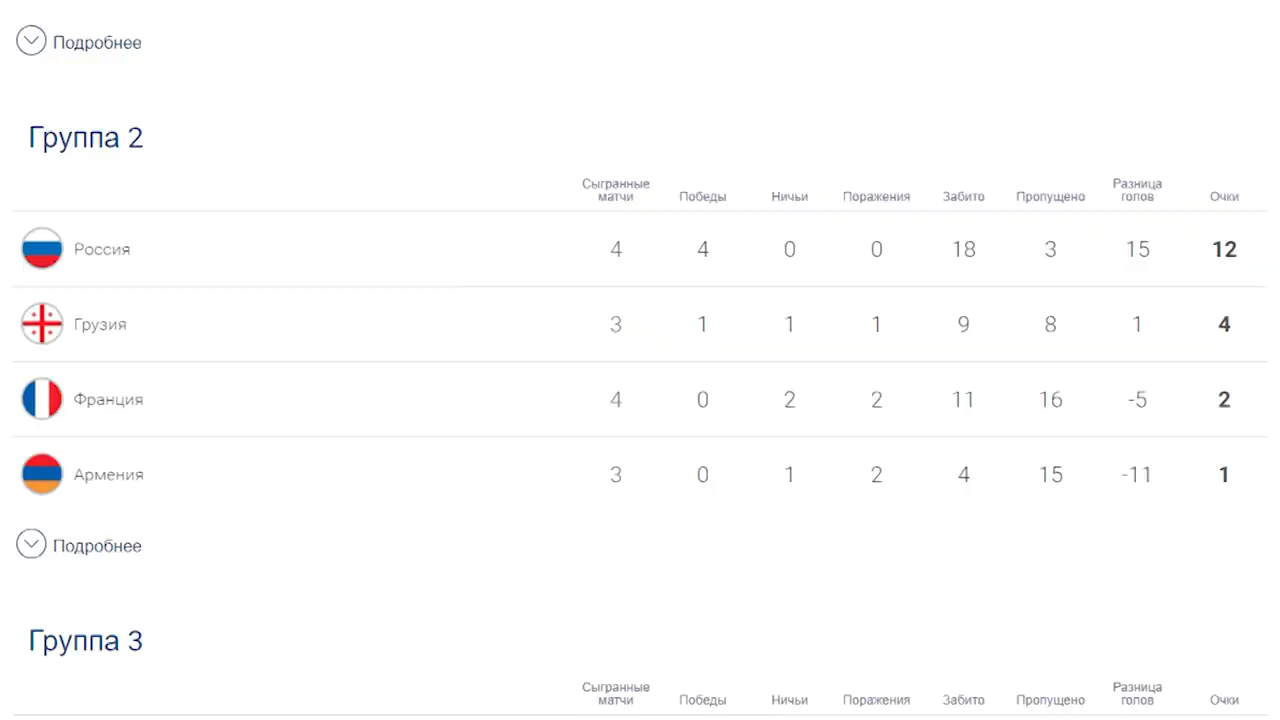 Подробнее
Группа 2
Сыгранные матчи Победы Ничьи Поражения Забито Пропущено Разница голов Очки
Россия 4 4 0 0 18 3 15 12
Грузия 3 1 1 1 9 8 1 4
Франция 4 0 2 2 11 16 -5 2
Армения 3 0 1 2 4 15 -11 1
Подробнее
Группа 3
Сыгранные матчи Победы Ничьи Поражения Забито Пропущено Разница голов Очки